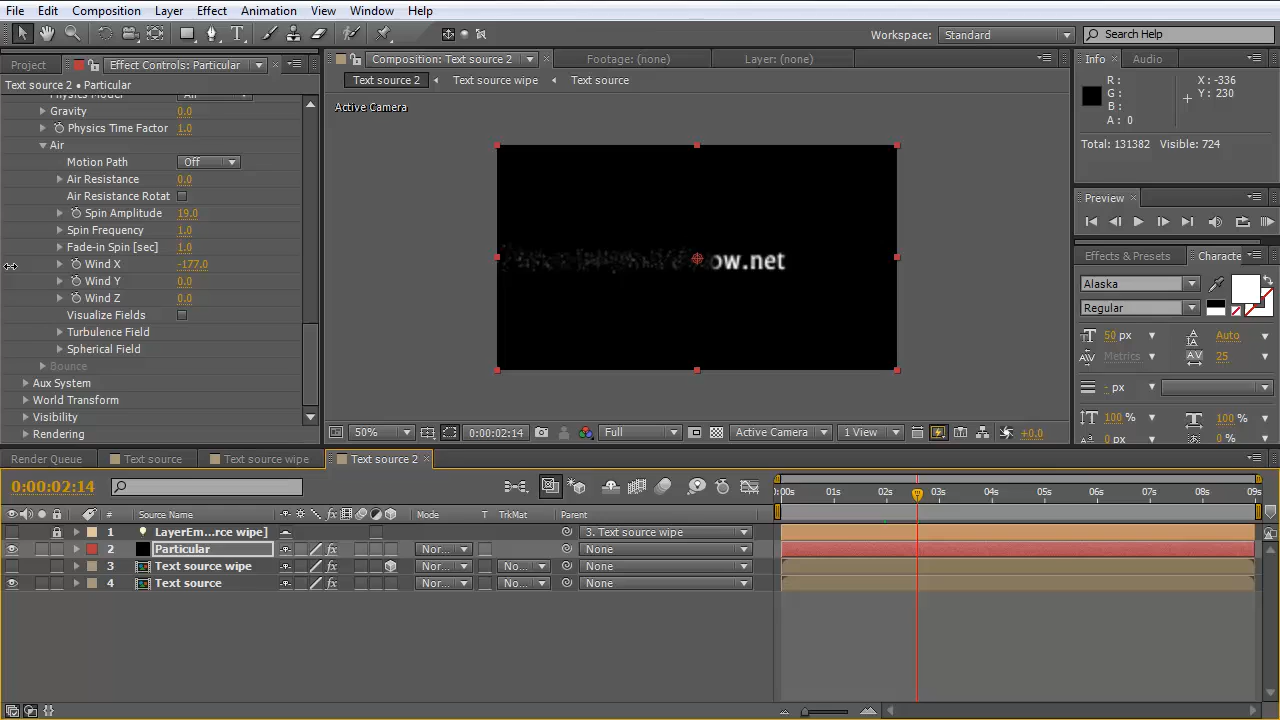 File Edit Composition Layer Effect Animation View Window Help
Workspace: Standard Search Help
Project Effect Controls: Particular
Text source 2 • Particular
Physics Model Air
Gravity 0.0
Physics Time Factor 1.0
Air
Motion Path Off
Air Resistance 0.0
Air Resistance Rotat
Spin Amplitude 19.0
Spin Frequency 1.0
Fade-in Spin [sec] 1.0
Wind X -177.0
Wind Y 0.0
Wind Z 0.0
Visualize Fields
Turbulence Field
Spherical Field
Bounce
Aux System
World Transform
Visibility
Rendering
Composition: Text source 2 Footage: (none) Layer: (none)
Text source 2 Text source wipe Text source
Active Camera
ow.net
50% 0:00:02:14 Full Active Camera 1 View +0.0
Info Audio
R: X: -336
G: Y: 230
B:
A: 0
Total: 131382 Visible: 724
Preview
Effects & Presets Characte
Alaska
Regular
50 px Auto
Metrics 25
- px
100 % 100 %
0 px 0 %
Render Queue Text source Text source wipe Text source 2
0:00:02:14
# Source Name Mode T TrkMat Parent
:00s 01s 02s 03s 04s 05s 06s 07s 08s 09s
1 LayerEm...rce wipe] 3. Text source wipe
2 Particular Nor... None
3 Text source wipe Nor... No... None
4 Text source Nor... No... None